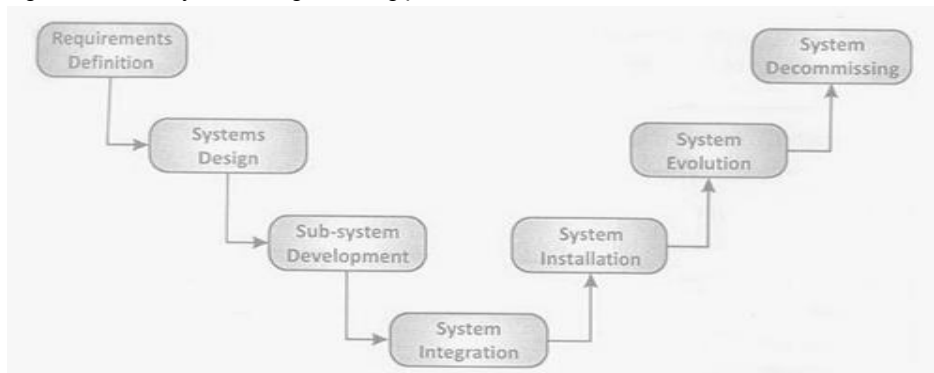 Requirements
Definition
Systems
Design
Sub-system
Development
System
Integration
System
Installation
System
Evolution
System
Decommissing